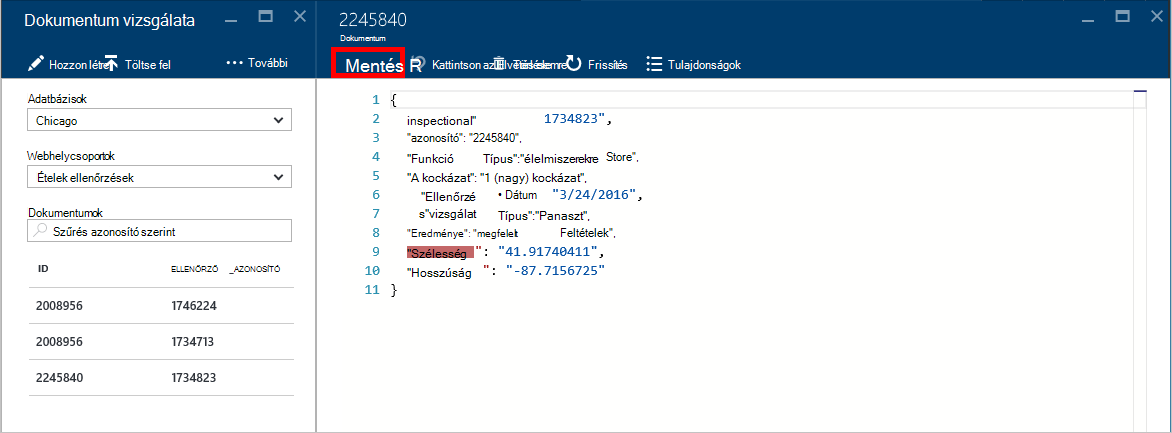 Dokumentum vizsgálata
Hozzon létre Töltse fel ••• További
Adatbázisok
Chicago
Webhelycsoportok
Ételek ellenőrzések
Dokumentumok
Szűrés azonosító szerint
ID ELLENŐRZŐ _AZONOSÍTÓ
2008956 1746224
2008956 1734713
2245840 1734823
2245840
Dokumentum
Mentés R Kattintson az Frissítés Tulajdonságok
1 {
2 inspectional" 1734823",
3 "azonosító": "2245840",
4 "Funkció Típus":"élelmiszerekre Store",
5 "A kockázat": "1 (nagy) kockázat",
6 "Ellenőrzé • Dátum "3/24/2016",
7 s"vizsgálat Típus":"Panaszt",
8 "Eredménye": "megfelelt Feltételek",
9 "Szélesség ": "41.91740411",
10 "Hosszúság ": "-87.7156725"
11 }